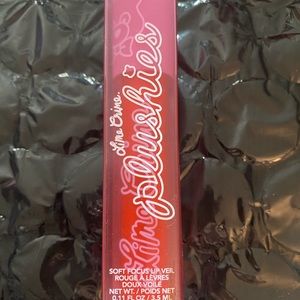 Lime Crime.
plushies
SOFT FOCUS LIP VEIL
ROUGE À LÈVRES
DOUX-VOILE
NET WT. / POIDS NET
0.11 FL OZ / 3.5 ML